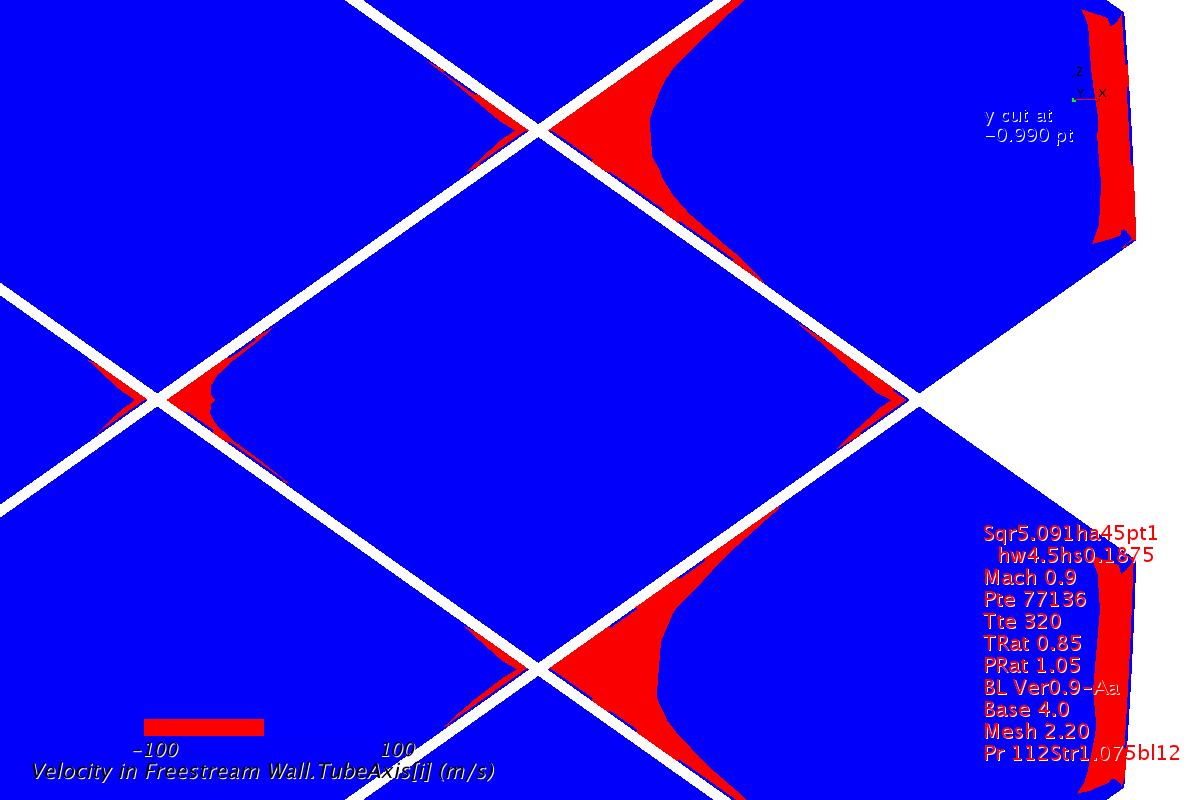 Z
Y X
y cut at
-0.990 pt
Sqr5.091ha45pt1
hw4.5hs0.1875
Mach 0.9
Pte 77136
Tte 320
TRat 0.85
PRat 1.05
BL Ver0.9-Aa
Base 4.0
Mesh 2.20
Pr 112Str1.075bl12
-100 100
Velocity in Freestream Wall.TubeAxis[i] (m/s)